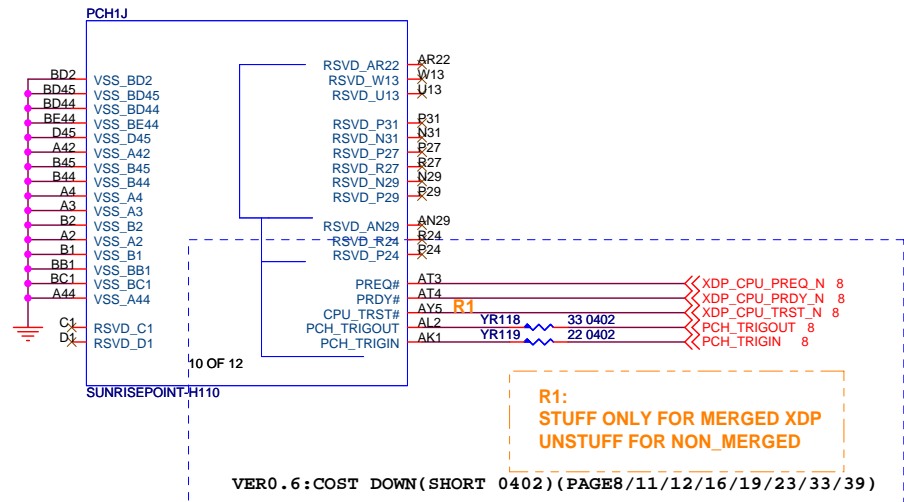 PCH1J
BD2 VSS_BD2
BD45 VSS_BD45
BD44 VSS_BD44
BE44 VSS_BE44
D45 VSS_D45
A42 VSS_A42
B45 VSS_B45
B44 VSS_B44
A4 VSS_A4
A3 VSS_A3
B2 VSS_B2
A2 VSS_A2
B1 VSS_B1
BB1 VSS_BB1
BC1 VSS_BC1
A44 VSS_A44
C1 RSVD_C1
D1 RSVD_D1
RSVD_AR22 AR22
RSVD_W13 W13
RSVD_U13 U13
RSVD_P31 P31
RSVD_N31 N31
RSVD_P27 P27
RSVD_R27 R27
RSVD_N29 N29
RSVD_P29 P29
RSVD_AN29 AN29
RSVD_R24 R24
RSVD_P24 P24
PREQ# AT3 XDP_CPU_PREQ_N 8
PRDY# AT4 XDP_CPU_PRDY_N 8
CPU_TRST# AY5 R1 XDP_CPU_TRST_N 8
PCH_TRIGOUT AL2 YR118 33 0402 PCH_TRIGOUT 8
PCH_TRIGIN AK1 YR119 22 0402 PCH_TRIGIN 8
10 OF 12
SUNRISEPOINT-H110
R1:
STUFF ONLY FOR MERGED XDP
UNSTUFF FOR NON_MERGED
VER0.6:COST DOWN(SHORT 0402)(PAGE8/11/12/16/19/23/33/39)